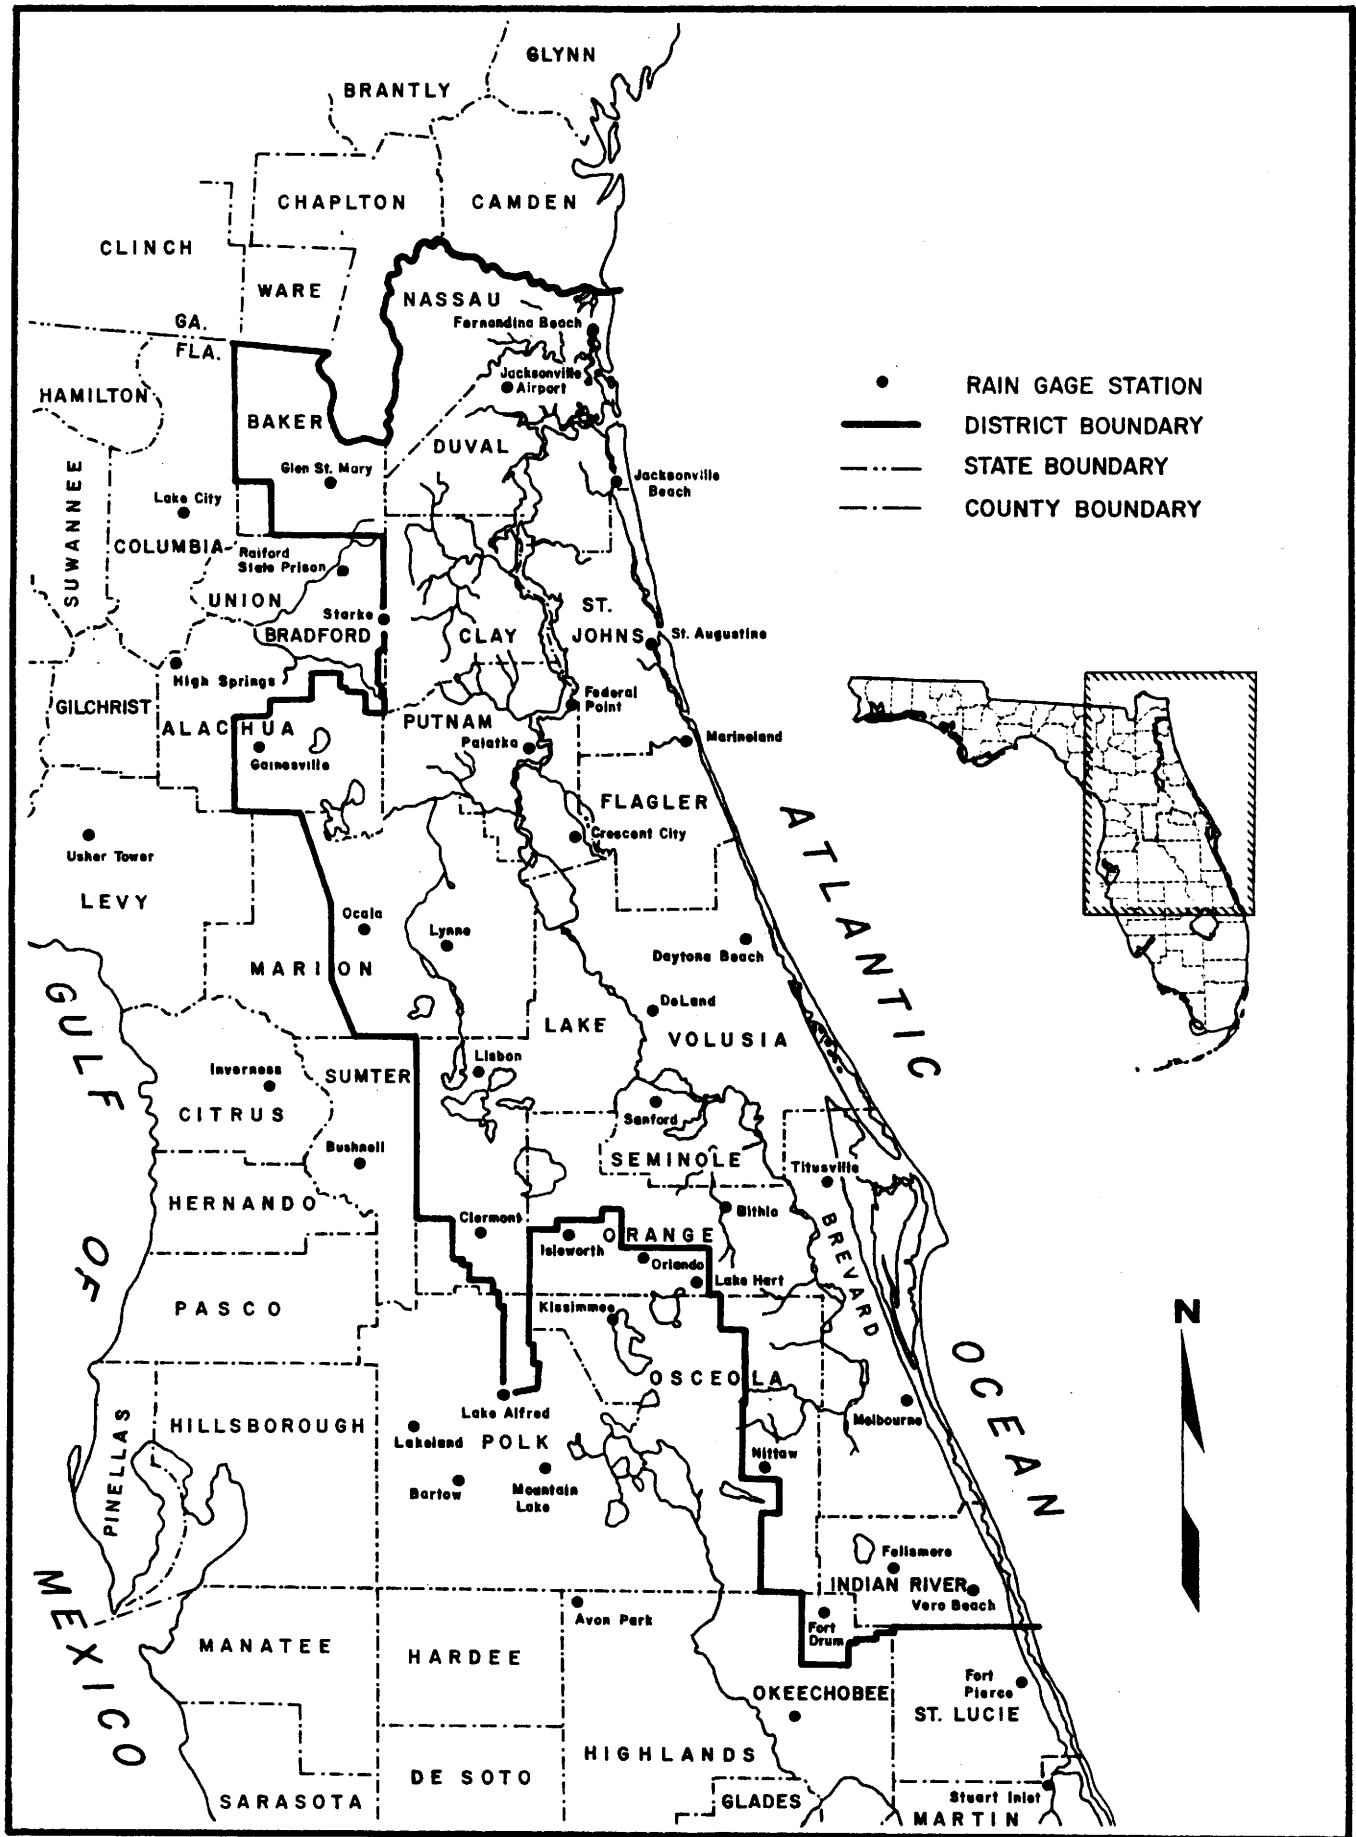 GLYNN
BRANTLY
CHAPLTON
CAMDEN
CLINCH
WARE
NASSAU
GA.
FLA.
Fernandina Beach
Jacksonville
Airport
HAMILTON
BAKER
DUVAL
Glen St. Mary
Jacksonville
Beach
RAIN GAGE STATION
DISTRICT BOUNDARY
STATE BOUNDARY
COUNTY BOUNDARY
SUWANNEE
Lake City
COLUMBIA
Raiford
State Prison
UNION
Starke
BRADFORD
CLAY
ST.
JOHNS
St. Augustine
High Springs
GILCHRIST
ALACHUA
Gainesville
PUTNAM
Palatka
Federal
Point
Marineland
FLAGLER
Crescent City
Usher Tower
LEVY
Ocala
Lynne
MARION
Daytona Beach
DeLand
LAKE
VOLUSIA
ATLANTIC
OCEAN
GULF
OF
MEXICO
Lisbon
Inverness
SUMTER
CITRUS
Bushnell
Sanford
SEMINOLE
Titusville
HERNANDO
Clermont
Isleworth
ORANGE
Bithlo
Orlando
Lake Hart
BREVARD
PASCO
Kissimmee
OSCEOLA
N
HILLSBOROUGH
PINELLAS
Lake Alfred
Lakeland
POLK
Bartow
Mountain
Lake
Melbourne
Nittaw
Fellsmere
INDIAN RIVER
Vero Beach
Avon Park
Fort
Drum
MANATEE
HARDEE
OKEECHOBEE
Fort
Pierce
ST. LUCIE
HIGHLANDS
DE SOTO
SARASOTA
GLADES
Stuart Inlet
MARTIN